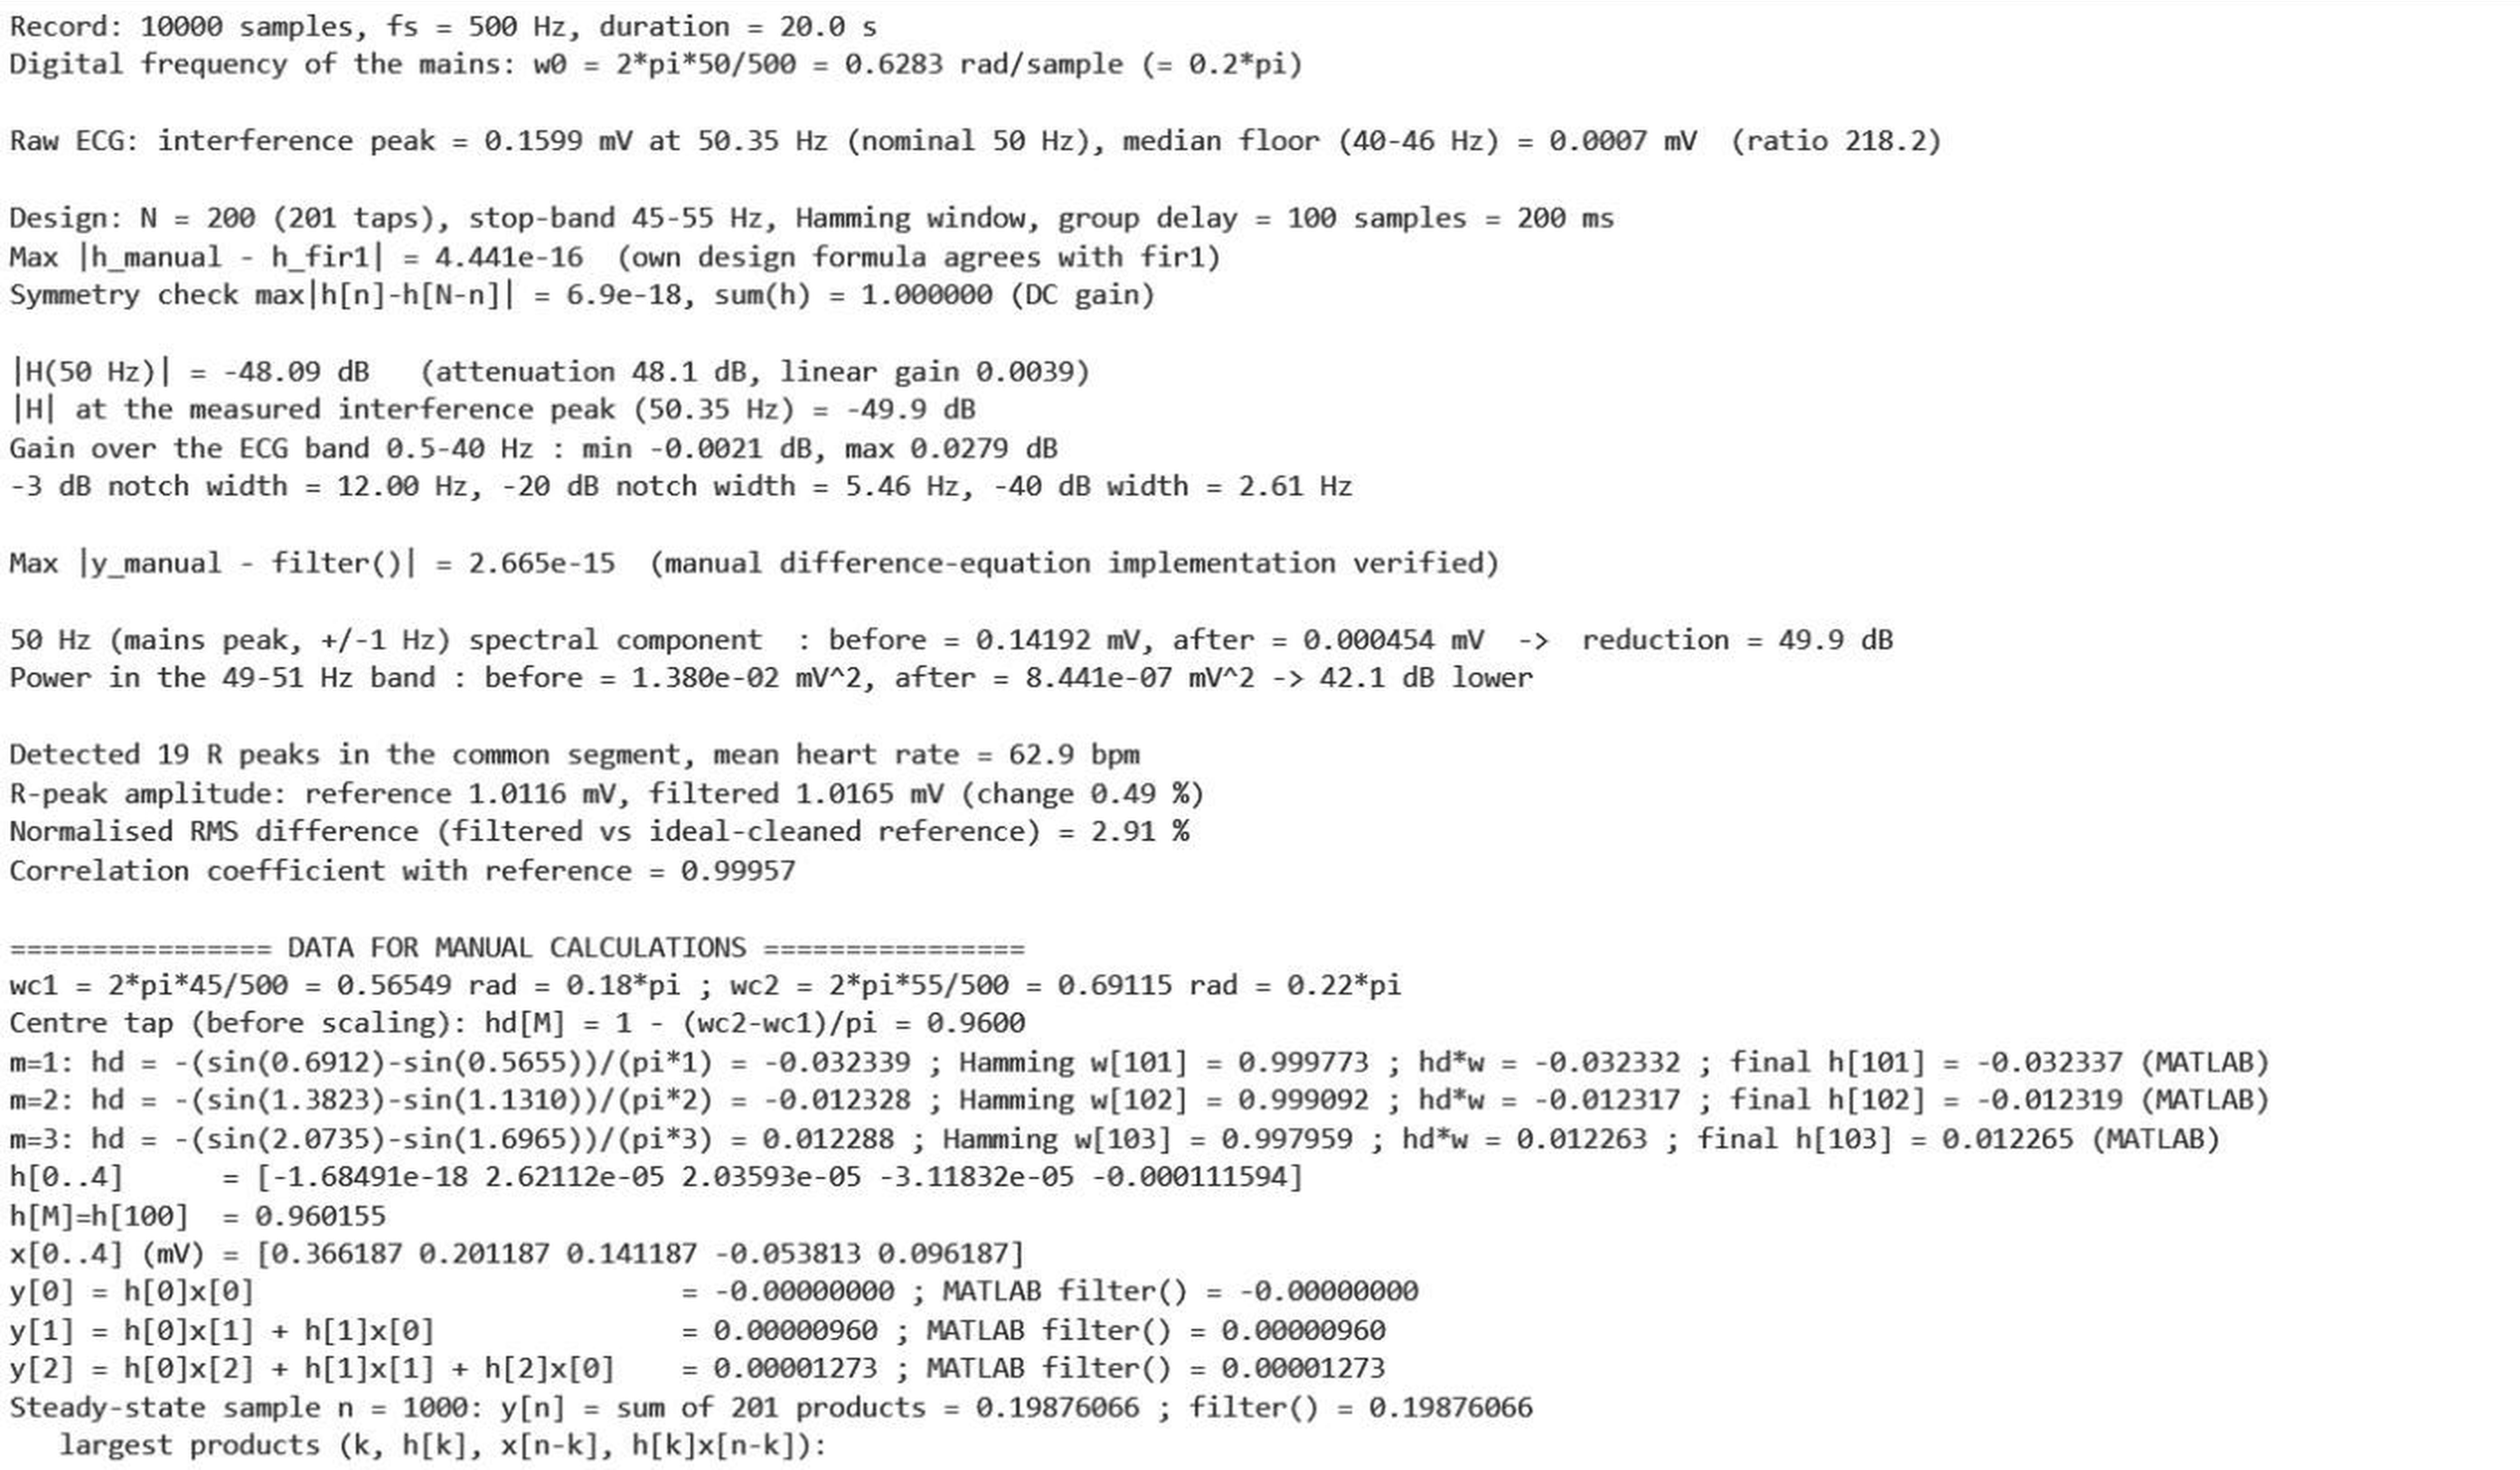 Record: 10000 samples, fs = 500 Hz, duration = 20.0 s
Digital frequency of the mains: w0 = 2*pi*50/500 = 0.6283 rad/sample (= 0.2*pi)
Raw ECG: interference peak = 0.1599 mV at 50.35 Hz (nominal 50 Hz), median floor (40-46 Hz) = 0.0007 mV  (ratio 218.2)
Design: N = 200 (201 taps), stop-band 45-55 Hz, Hamming window, group delay = 100 samples = 200 ms
Max |h_manual - h_fir1| = 4.441e-16  (own design formula agrees with fir1)
Symmetry check max|h[n]-h[N-n]| = 6.9e-18, sum(h) = 1.000000 (DC gain)
|H(50 Hz)| = -48.09 dB   (attenuation 48.1 dB, linear gain 0.0039)
|H| at the measured interference peak (50.35 Hz) = -49.9 dB
Gain over the ECG band 0.5-40 Hz : min -0.0021 dB, max 0.0279 dB
-3 dB notch width = 12.00 Hz, -20 dB notch width = 5.46 Hz, -40 dB width = 2.61 Hz
Max |y_manual - filter()| = 2.665e-15  (manual difference-equation implementation verified)
50 Hz (mains peak, +/-1 Hz) spectral component  : before = 0.14192 mV, after = 0.000454 mV  ->  reduction = 49.9 dB
Power in the 49-51 Hz band : before = 1.380e-02 mV^2, after = 8.441e-07 mV^2 -> 42.1 dB lower
Detected 19 R peaks in the common segment, mean heart rate = 62.9 bpm
R-peak amplitude: reference 1.0116 mV, filtered 1.0165 mV (change 0.49 %)
Normalised RMS difference (filtered vs ideal-cleaned reference) = 2.91 %
Correlation coefficient with reference = 0.99957
================ DATA FOR MANUAL CALCULATIONS ================
wc1 = 2*pi*45/500 = 0.56549 rad = 0.18*pi ; wc2 = 2*pi*55/500 = 0.69115 rad = 0.22*pi
Centre tap (before scaling): hd[M] = 1 - (wc2-wc1)/pi = 0.9600
m=1: hd = -(sin(0.6912)-sin(0.5655))/(pi*1) = -0.032339 ; Hamming w[101] = 0.999773 ; hd*w = -0.032332 ; final h[101] = -0.032337 (MATLAB)
m=2: hd = -(sin(1.3823)-sin(1.1310))/(pi*2) = -0.012328 ; Hamming w[102] = 0.999092 ; hd*w = -0.012317 ; final h[102] = -0.012319 (MATLAB)
m=3: hd = -(sin(2.0735)-sin(1.6965))/(pi*3) = 0.012288 ; Hamming w[103] = 0.997959 ; hd*w = 0.012263 ; final h[103] = 0.012265 (MATLAB)
h[0..4]      = [-1.68491e-18 2.62112e-05 2.03593e-05 -3.11832e-05 -0.000111594]
h[M]=h[100]  = 0.960155
x[0..4] (mV) = [0.366187 0.201187 0.141187 -0.053813 0.096187]
y[0] = h[0]x[0]                          = -0.00000000 ; MATLAB filter() = -0.00000000
y[1] = h[0]x[1] + h[1]x[0]               = 0.00000960 ; MATLAB filter() = 0.00000960
y[2] = h[0]x[2] + h[1]x[1] + h[2]x[0]    = 0.00001273 ; MATLAB filter() = 0.00001273
Steady-state sample n = 1000: y[n] = sum of 201 products = 0.19876066 ; filter() = 0.19876066
   largest products (k, h[k], x[n-k], h[k]x[n-k]):